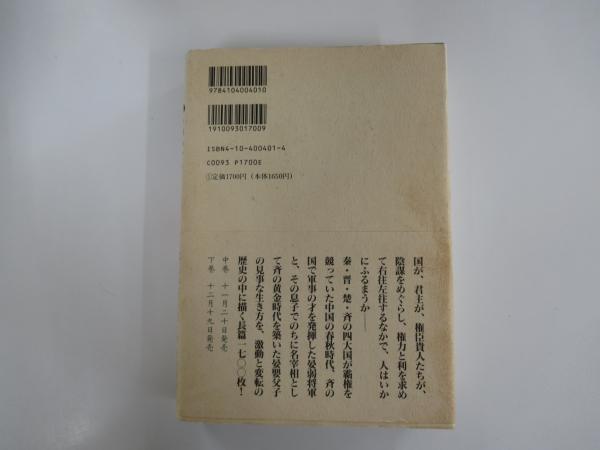 9784104004010
1910093017009
ISBN4-10-400401-4
C0093 P1700E
①定価1700円(本体1650円)
国が、君主が、権臣貴人たちが、
陰謀をめぐらし、権力と利を求め
て右往左往するなかで、人はいか
にふるまうか――
秦・晋・楚・斉の四大国が覇権を
競っていた中国の春秋時代、斉の
国で軍事の才を発揮した晏弱将軍
と、その息子でのちに名宰相とし
て斉の黄金時代を築いた晏嬰父子
の見事な生き方を、激動と変転の
歴史の中に描く長篇一七〇〇枚!
中巻 十一月二十日発売
下巻 十二月十九日発売